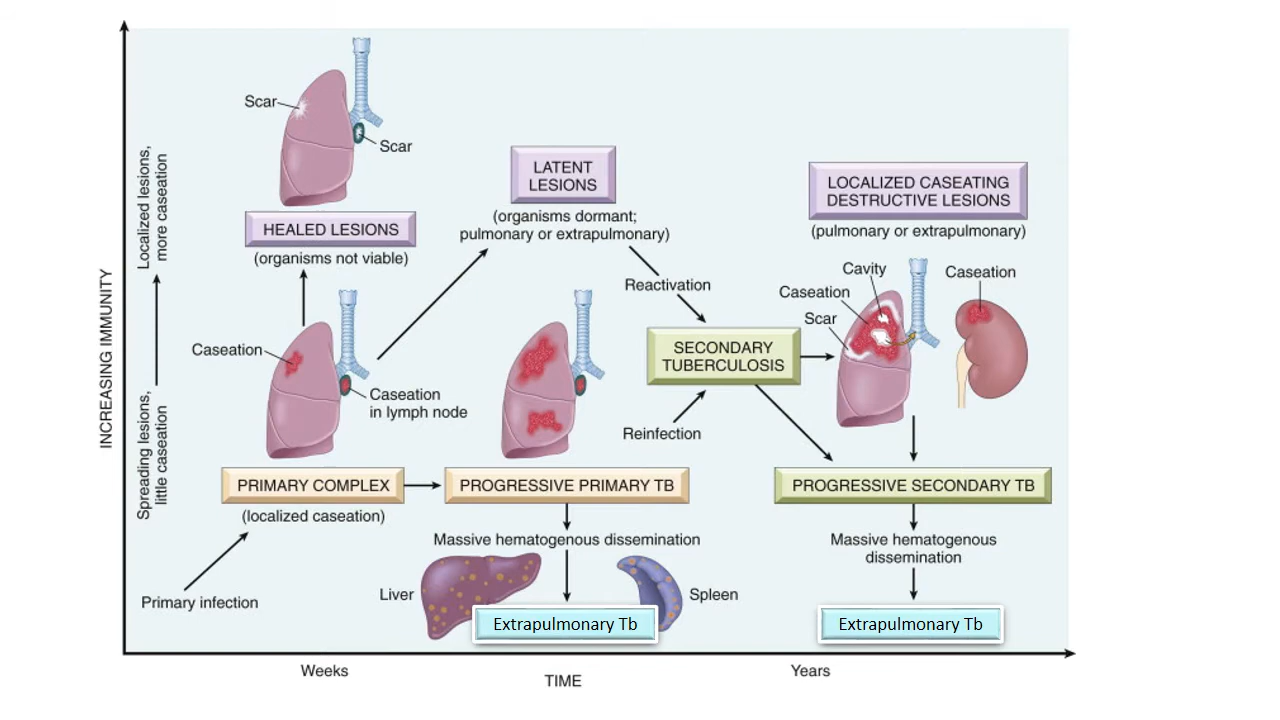 Scar
Scar
HEALED LESIONS
(organisms not viable)
LATENT
LESIONS
(organisms dormant;
pulmonary or extrapulmonary)
LOCALIZED CASEATING
DESTRUCTIVE LESIONS
(pulmonary or extrapulmonary)
Localized lesions,
more caseation
INCREASING IMMUNITY
Spreading lesions,
little caseation
Caseation
Caseation
in lymph node
Reactivation
SECONDARY
TUBERCULOSIS
Reinfection
Cavity
Caseation
Scar
Caseation
PRIMARY COMPLEX
(localized caseation)
PROGRESSIVE PRIMARY TB
PROGRESSIVE SECONDARY TB
Primary infection
Massive hematogenous dissemination
Liver
Spleen
Extrapulmonary Tb
Massive hematogenous
dissemination
Extrapulmonary Tb
Weeks
TIME
Years